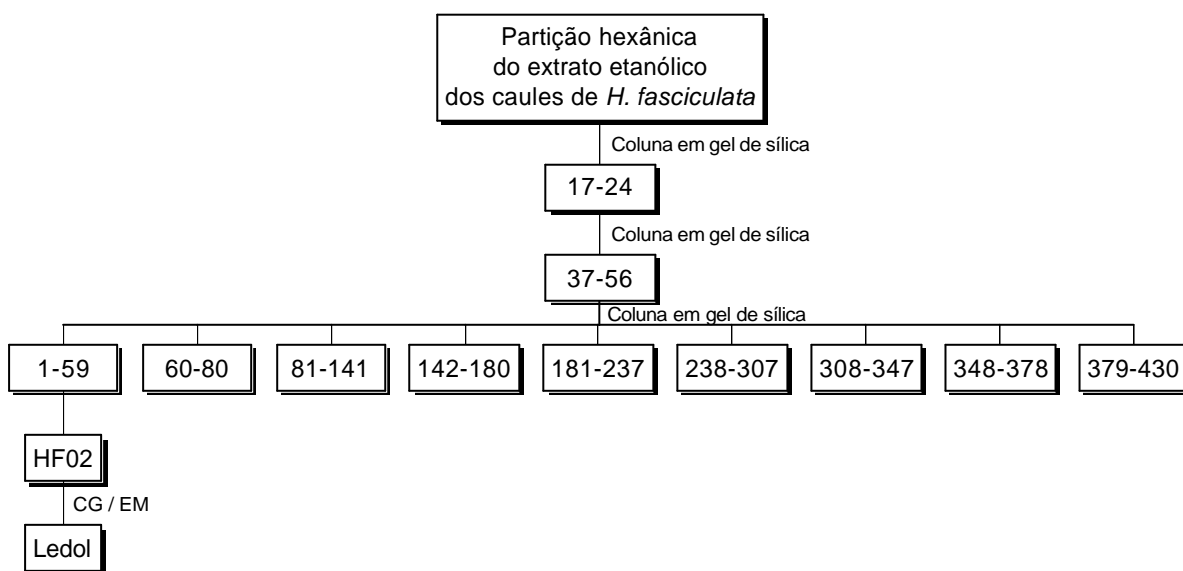 Partição hexânica
do extrato etanólico
dos caules de H. fasciculata
Coluna em gel de sílica
17-24
Coluna em gel de sílica
37-56
Coluna em gel de sílica
1-59
60-80
81-141
142-180
181-237
238-307
308-347
348-378
379-430
HF02
CG / EM
Ledol